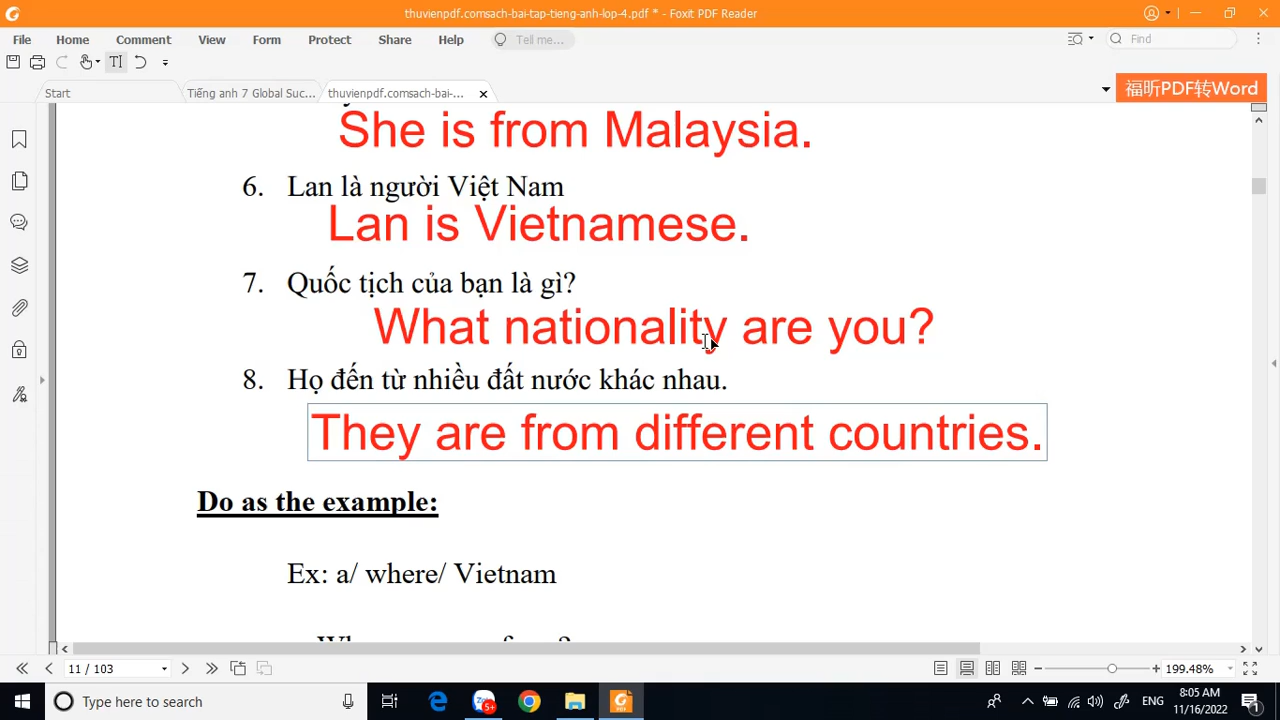 thuvienpdf.comsach-bai-tap-tieng-anh-lop-4.pdf * - Foxit PDF Reader
File Home Comment View Form Protect Share Help Tell me... Find
Start Tiếng anh 7 Global Suc... thuvienpdf.comsach-bai-... 福昕PDF转Word
She is from Malaysia.
6. Lan là người Việt Nam
Lan is Vietnamese.
7. Quốc tịch của bạn là gì?
What nationality are you?
8. Họ đến từ nhiều đất nước khác nhau.
They are from different countries.
Do as the example:
Ex: a/ where/ Vietnam
11 / 103 199.48%
Type here to search 5+ ENG 8:05 AM
11/16/2022 1